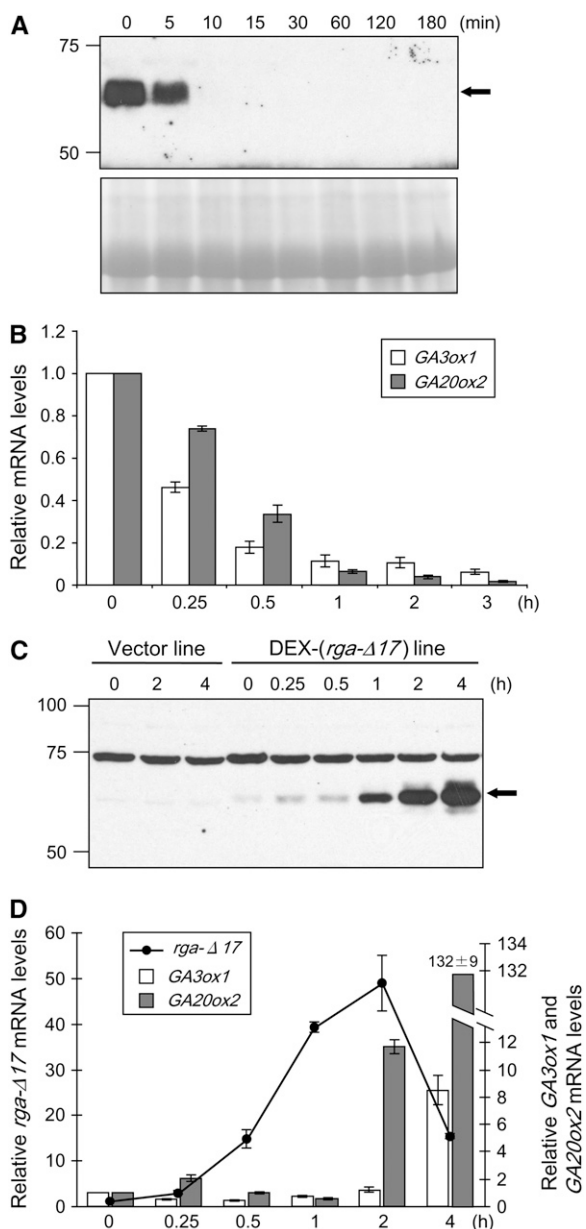 A
0 5 10 15 30 60 120 180 (min)
75
50
B
Relative mRNA levels
1.2
1.0
0.8
0.6
0.4
0.2
0
GA3ox1
GA20ox2
0 0.25 0.5 1 2 3 (h)
C
Vector line DEX-(rga-Δ17) line
0 2 4 0 0.25 0.5 1 2 4 (h)
100
75
50
D
Relative rga-Δ17 mRNA levels
60
50
40
30
20
10
0
rga-Δ 17
GA3ox1
GA20ox2
132±9
134
132
12
10
8
6
4
2
0
Relative GA3ox1 and
GA20ox2 mRNA levels
0 0.25 0.5 1 2 4 (h)